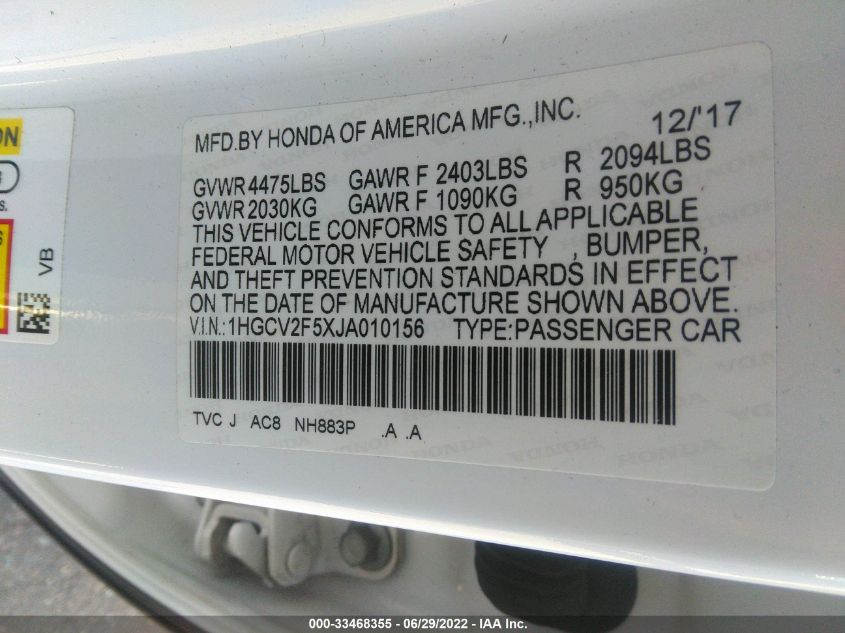 MFD.BY HONDA OF AMERICA MFG.,INC. 12/'17
GVWR 4475LBS GAWR F 2403LBS R 2094LBS
GVWR 2030KG GAWR F 1090KG R 950KG
THIS VEHICLE CONFORMS TO ALL APPLICABLE
FEDERAL MOTOR VEHICLE SAFETY , BUMPER,
AND THEFT PREVENTION STANDARDS IN EFFECT
ON THE DATE OF MANUFACTURE SHOWN ABOVE.
V.I.N.:1HGCV2F5XJA010156 TYPE:PASSENGER CAR
TVC J AC8 NH883P .A .A
VB
000-33468355 - 06/29/2022 - IAA Inc.